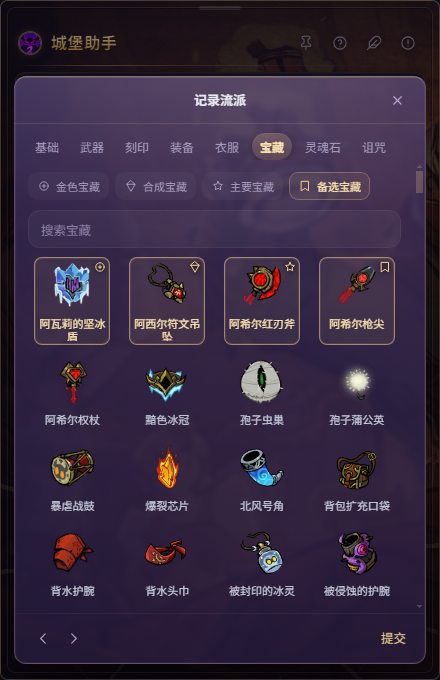 城堡助手
记录流派
基础 武器 刻印 装备 衣服 宝藏 灵魂石 诅咒
金色宝藏 合成宝藏 主要宝藏 备选宝藏
搜索宝藏
阿瓦莉的坚冰盾 阿西尔符文吊坠 阿希尔红刃斧 阿希尔枪尖
阿希尔权杖 黯色冰冠 孢子虫巢 孢子蒲公英
暴虐战鼓 爆裂芯片 北风号角 背包扩充口袋
背水护腕 背水头巾 被封印的冰灵 被侵蚀的护腕
提交